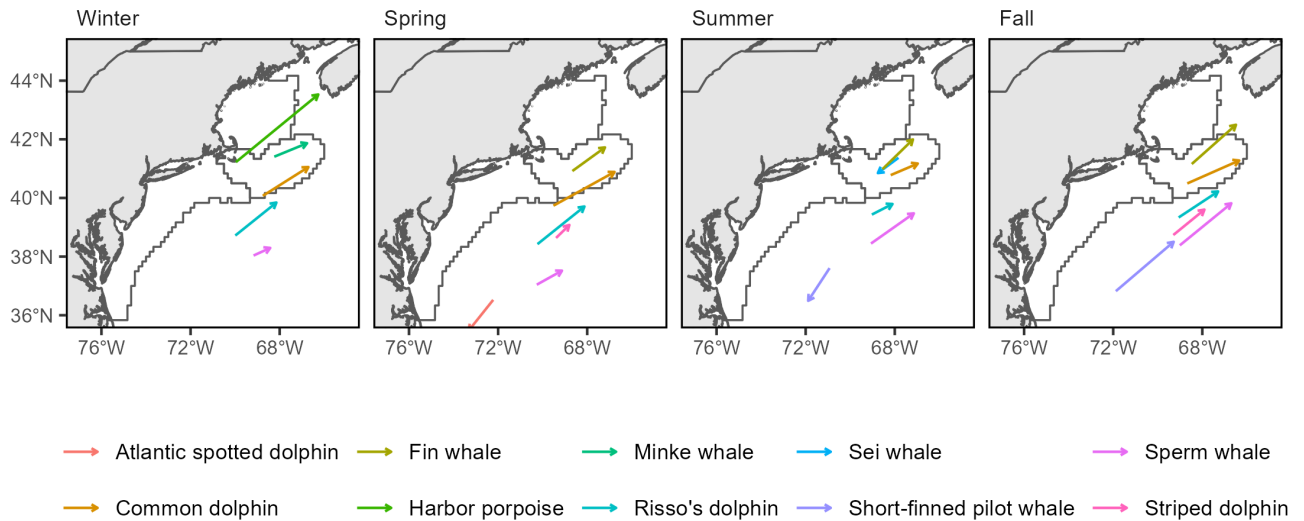 Winter Spring Summer Fall
44°N
42°N
40°N
38°N
36°N
76°W 72°W 68°W 76°W 72°W 68°W 76°W 72°W 68°W 76°W 72°W 68°W
Atlantic spotted dolphin Fin whale Minke whale Sei whale Sperm whale
Common dolphin Harbor porpoise Risso's dolphin Short-finned pilot whale Striped dolphin